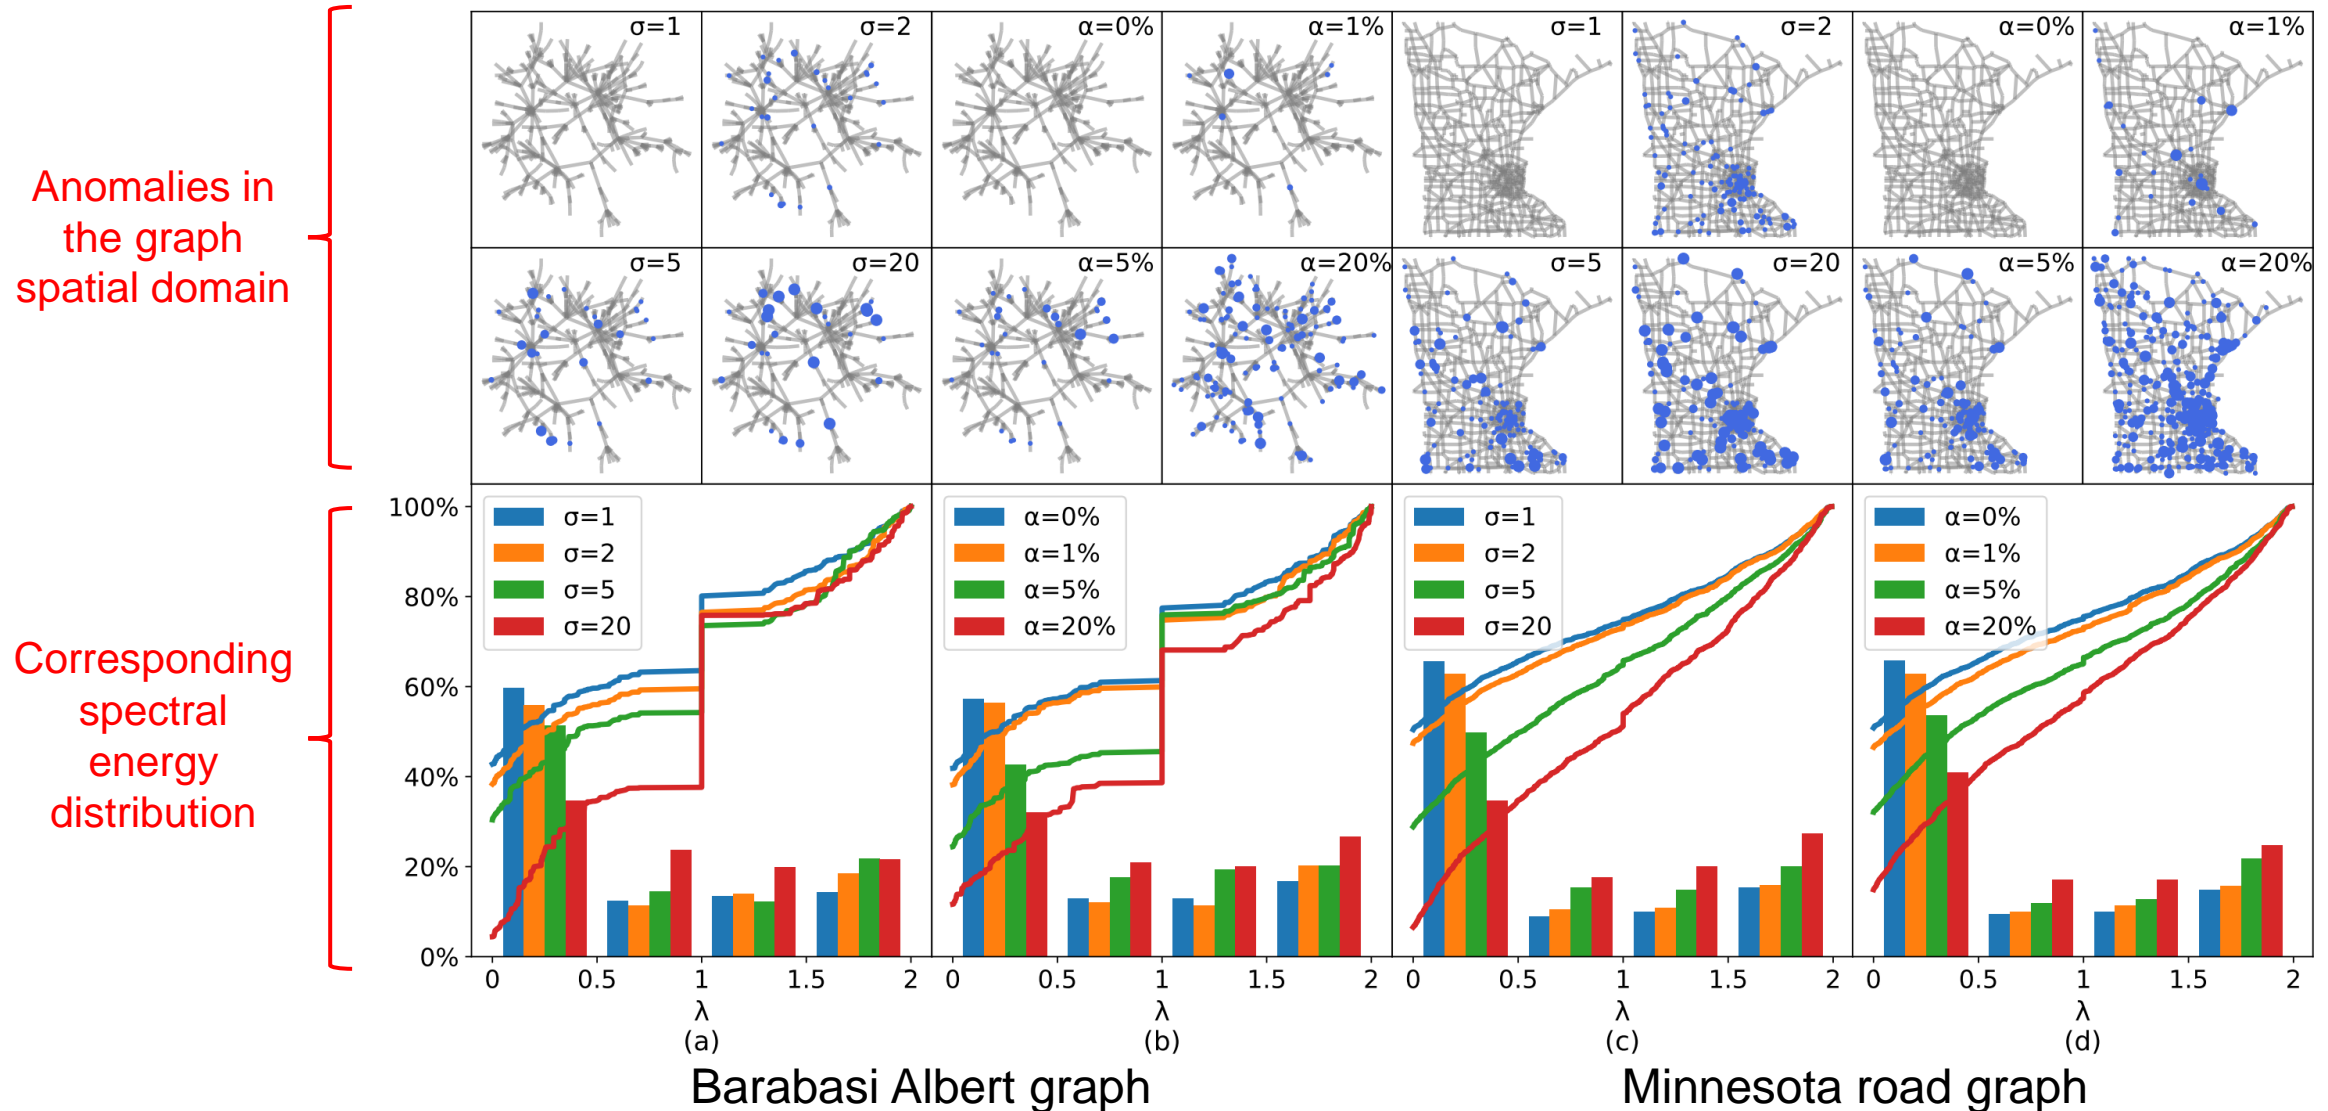 Anomalies in
the graph
spatial domain
σ=1
σ=2
α=0%
α=1%
σ=1
σ=2
α=0%
α=1%
σ=5
σ=20
α=5%
α=20%
σ=5
σ=20
α=5%
α=20%
Corresponding
spectral
energy
distribution
100%
80%
60%
40%
20%
0%
σ=1
σ=2
σ=5
σ=20
0 0.5 1 1.5 2
λ
(a)
α=0%
α=1%
α=5%
α=20%
0 0.5 1 1.5 2
λ
(b)
σ=1
σ=2
σ=5
σ=20
0 0.5 1 1.5 2
λ
(c)
α=0%
α=1%
α=5%
α=20%
0 0.5 1 1.5 2
λ
(d)
Barabasi Albert graph
Minnesota road graph